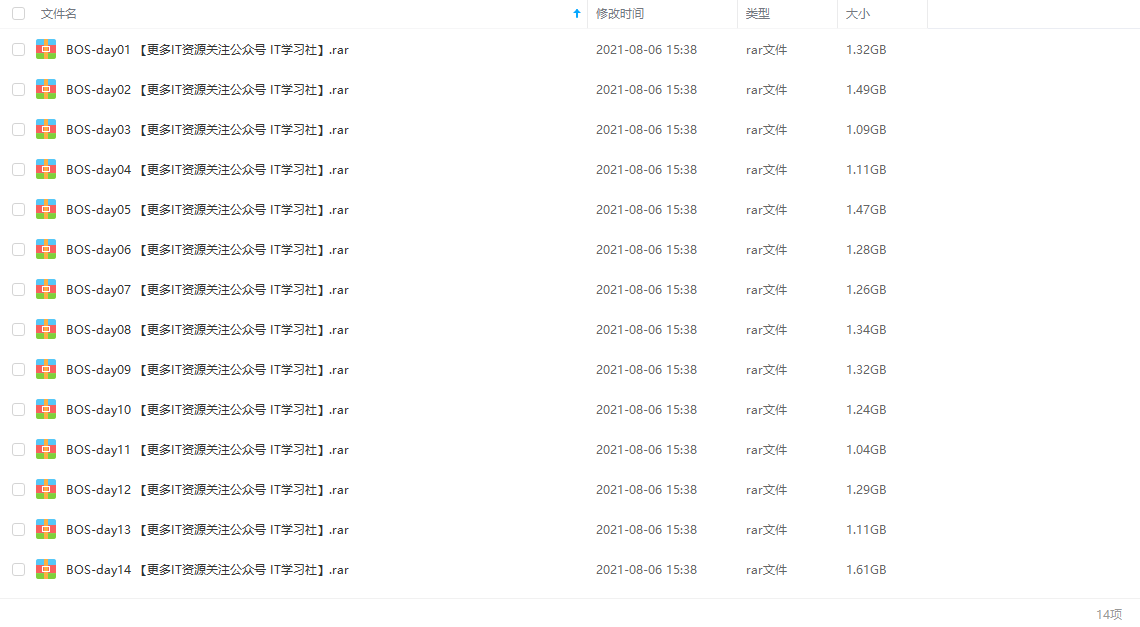 文件名 修改时间 类型 大小
BOS-day01 【更多IT资源关注公众号 IT学习社】.rar 2021-08-06 15:38 rar文件 1.32GB
BOS-day02 【更多IT资源关注公众号 IT学习社】.rar 2021-08-06 15:38 rar文件 1.49GB
BOS-day03 【更多IT资源关注公众号 IT学习社】.rar 2021-08-06 15:38 rar文件 1.09GB
BOS-day04 【更多IT资源关注公众号 IT学习社】.rar 2021-08-06 15:38 rar文件 1.11GB
BOS-day05 【更多IT资源关注公众号 IT学习社】.rar 2021-08-06 15:38 rar文件 1.47GB
BOS-day06 【更多IT资源关注公众号 IT学习社】.rar 2021-08-06 15:38 rar文件 1.28GB
BOS-day07 【更多IT资源关注公众号 IT学习社】.rar 2021-08-06 15:38 rar文件 1.26GB
BOS-day08 【更多IT资源关注公众号 IT学习社】.rar 2021-08-06 15:38 rar文件 1.34GB
BOS-day09 【更多IT资源关注公众号 IT学习社】.rar 2021-08-06 15:38 rar文件 1.32GB
BOS-day10 【更多IT资源关注公众号 IT学习社】.rar 2021-08-06 15:38 rar文件 1.24GB
BOS-day11 【更多IT资源关注公众号 IT学习社】.rar 2021-08-06 15:38 rar文件 1.04GB
BOS-day12 【更多IT资源关注公众号 IT学习社】.rar 2021-08-06 15:38 rar文件 1.29GB
BOS-day13 【更多IT资源关注公众号 IT学习社】.rar 2021-08-06 15:38 rar文件 1.11GB
BOS-day14 【更多IT资源关注公众号 IT学习社】.rar 2021-08-06 15:38 rar文件 1.61GB
14项